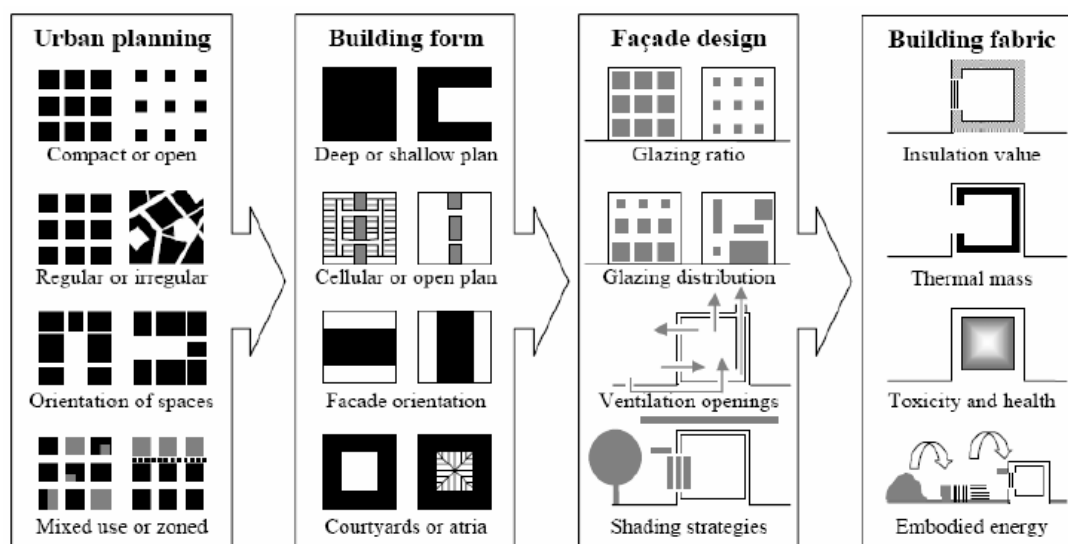 Urban planning
Compact or open
Regular or irregular
Orientation of spaces
Mixed use or zoned
Building form
Deep or shallow plan
Cellular or open plan
Facade orientation
Courtyards or atria
Façade design
Glazing ratio
Glazing distribution
Ventilation openings
Shading strategies
Building fabric
Insulation value
Thermal mass
Toxicity and health
Embodied energy